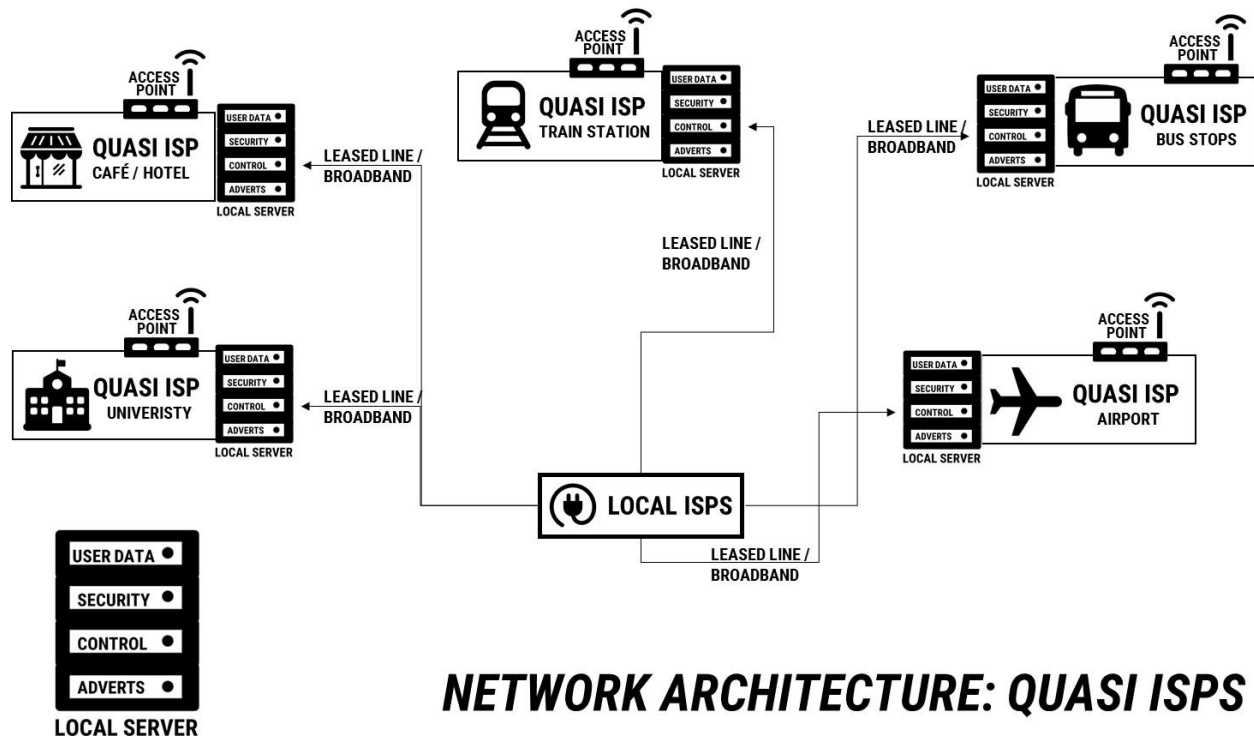 ACCESS
POINT
QUASI ISP
CAFÉ / HOTEL
USER DATA
SECURITY
CONTROL
ADVERTS
LOCAL SERVER
LEASED LINE /
BROADBAND
ACCESS
POINT
QUASI ISP
TRAIN STATION
USER DATA
SECURITY
CONTROL
ADVERTS
LOCAL SERVER
LEASED LINE /
BROADBAND
ACCESS
POINT
USER DATA
SECURITY
CONTROL
ADVERTS
LOCAL SERVER
QUASI ISP
BUS STOPS
LEASED LINE /
BROADBAND
ACCESS
POINT
QUASI ISP
UNIVERISTY
USER DATA
SECURITY
CONTROL
ADVERTS
LOCAL SERVER
LEASED LINE /
BROADBAND
ACCESS
POINT
USER DATA
SECURITY
CONTROL
ADVERTS
LOCAL SERVER
QUASI ISP
AIRPORT
LOCAL ISPS
LEASED LINE /
BROADBAND
USER DATA
SECURITY
CONTROL
ADVERTS
LOCAL SERVER
NETWORK ARCHITECTURE: QUASI ISPS